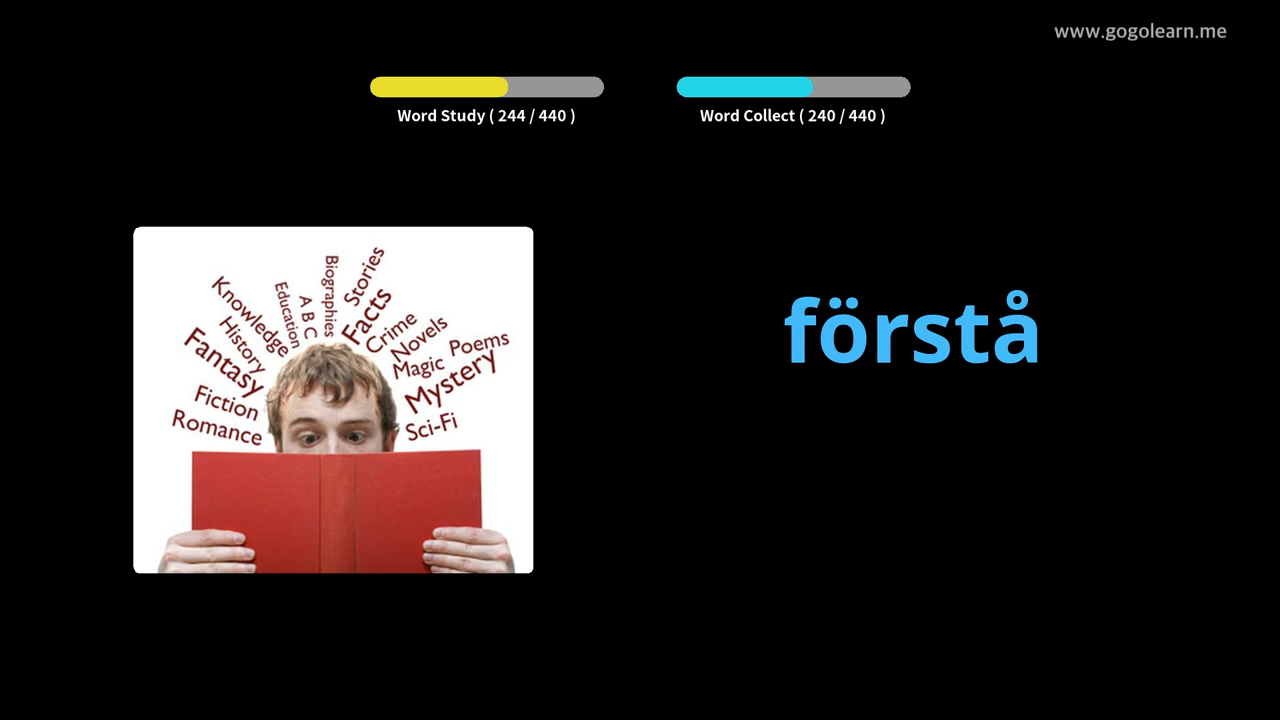 www.gogolearn.me
Word Study ( 244 / 440 )
Word Collect ( 240 / 440 )
förstå
Knowledge
History
Fantasy
Fiction
Romance
Education
A B C
Biographies
Stories
Facts
Crime
Novels
Magic
Poems
Mystery
Sci-Fi